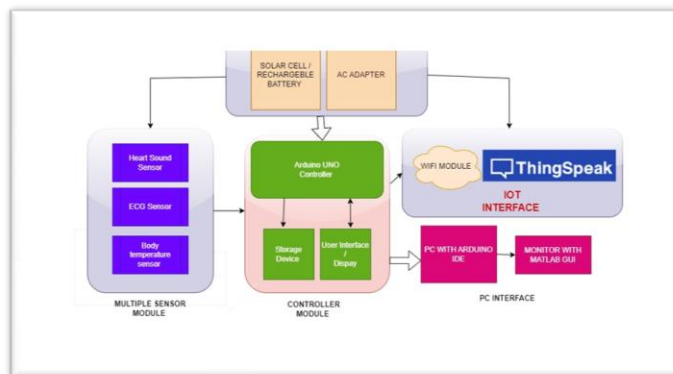 SOLAR CELL /
RECHARGEBLE
BATTERY
AC ADAPTER
Heart Sound
Sensor
ECG Sensor
Body
temperature
sensor
MULTIPLE SENSOR
MODULE
Arduino UNO
Controller
Storage
Device
User Interface
/
Dispay
CONTROLLER
MODULE
WIFI MODULE
ThingSpeak
IOT
INTERFACE
PC WITH ARDUINO
IDE
MONITOR WITH
MATLAB GUI
PC INTERFACE